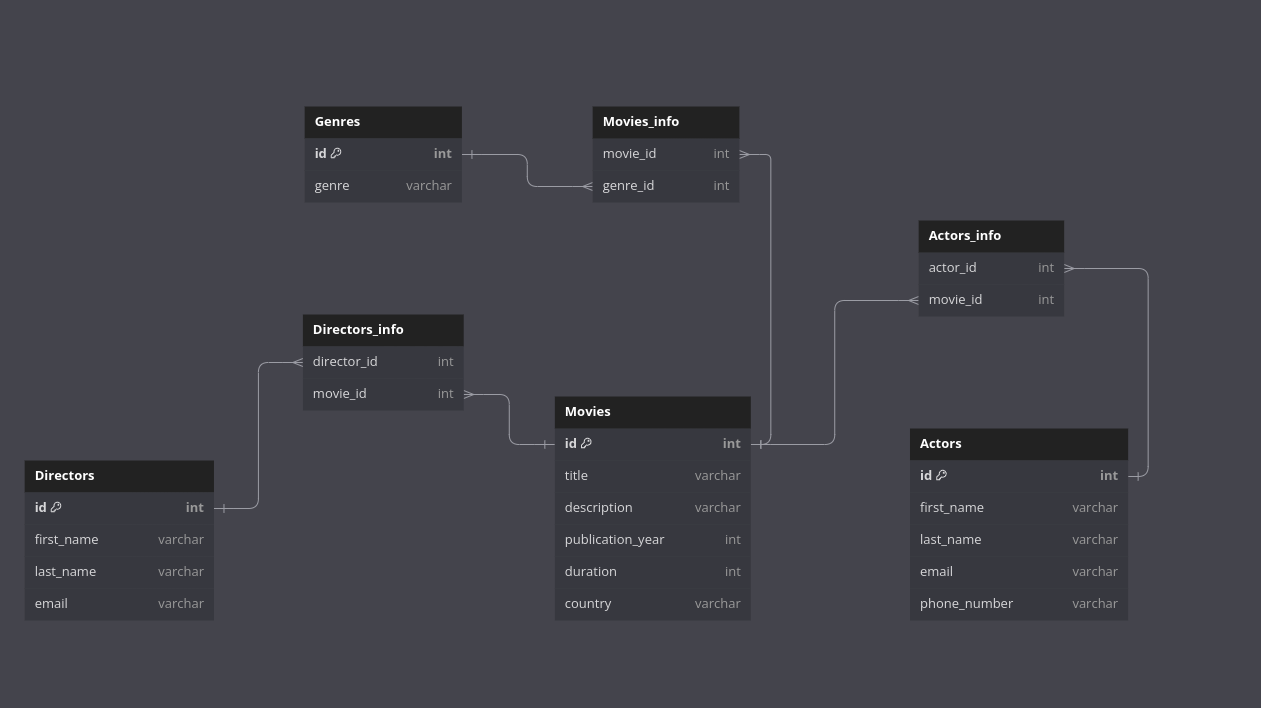 Genres
id int
genre varchar
Movies_info
movie_id int
genre_id int
Actors_info
actor_id int
movie_id int
Directors_info
director_id int
movie_id int
Movies
id int
title varchar
description varchar
publication_year int
duration int
country varchar
Actors
id int
first_name varchar
last_name varchar
email varchar
phone_number varchar
Directors
id int
first_name varchar
last_name varchar
email varchar